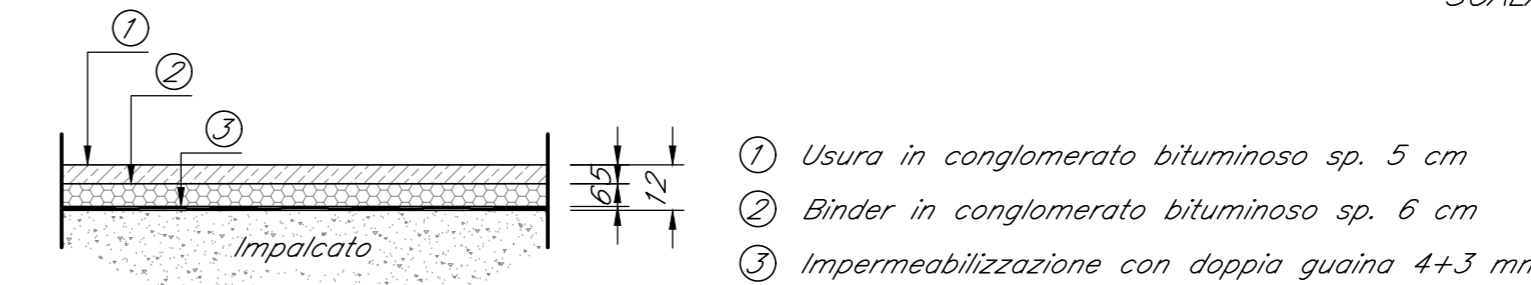 1
2
3
5
6
12
Impalcato
1 Usura in conglomerato bituminoso sp. 5 cm
2 Binder in conglomerato bituminoso sp. 6 cm
3 Impermeabilizzazione con doppia guaina 4+3